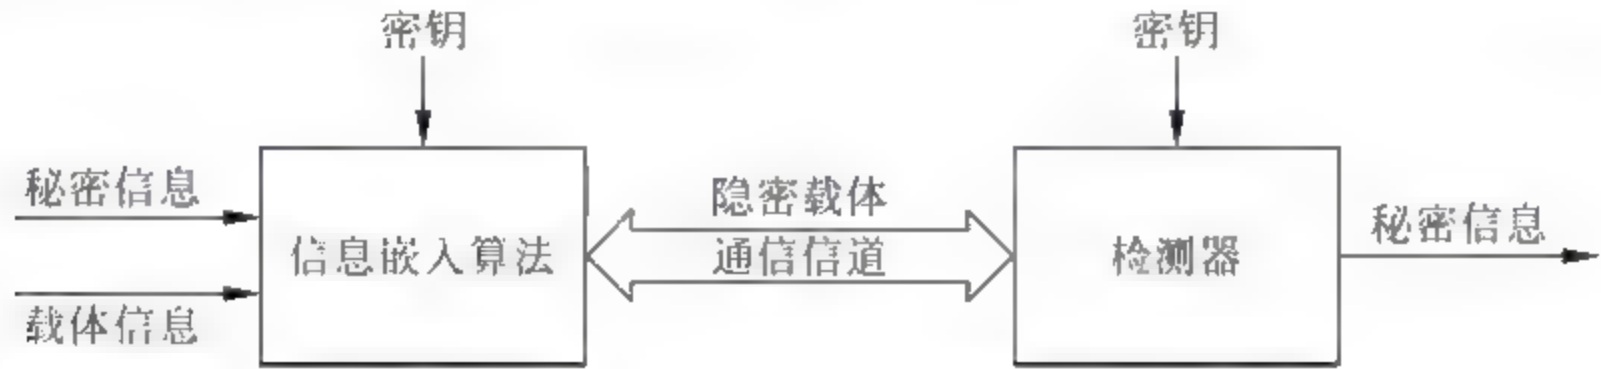 密钥
密钥
秘密信息
载体信息
信息嵌入算法
隐密载体
通信信道
检测器
秘密信息